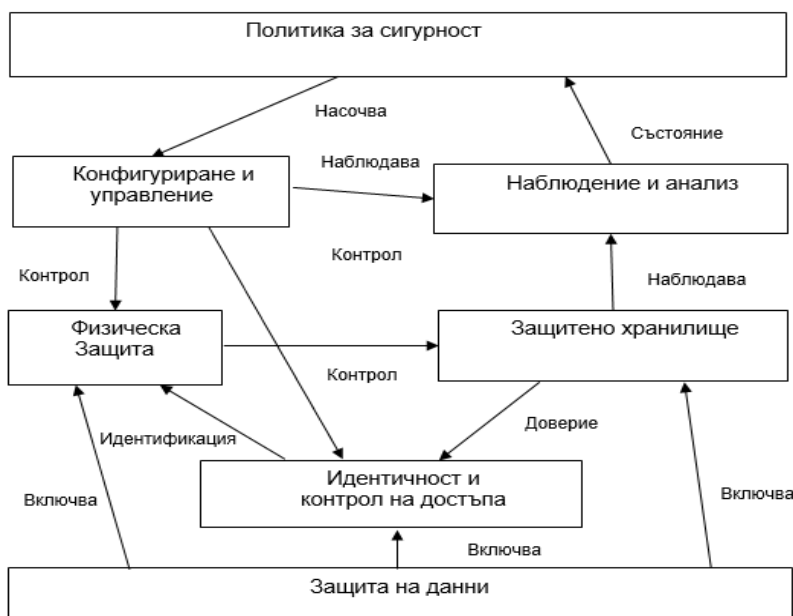 Политика за сигурност
Насочва
Състояние
Наблюдава
Конфигуриране и
управление
Наблюдение и анализ
Контрол
Контрол
Наблюдава
Физическа
Защита
Защитено хранилище
Контрол
Идентификация
Доверие
Идентичност и
контрол на достъпа
Включва
Включва
Включва
Защита на данни